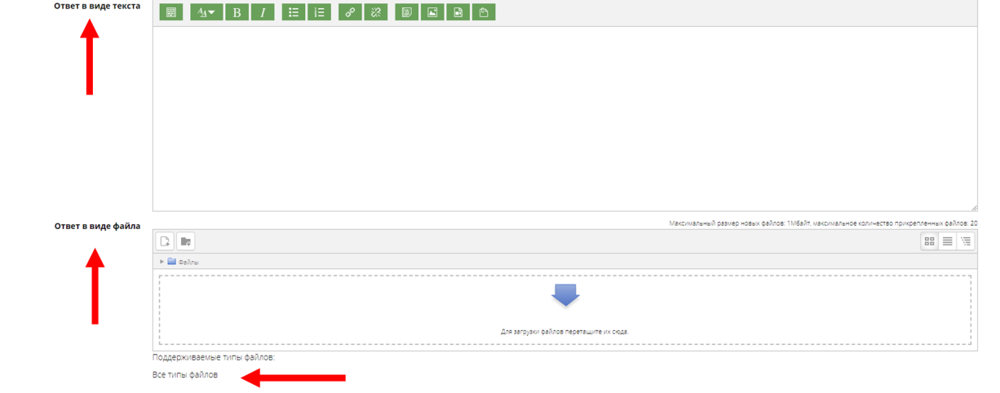 Ответ в виде текста
B I
Ответ в виде файла
Максимальный размер новых файлов: 1Мбайт, максимальное количество прикрепленных файлов: 20
Файлы
Для загрузки файлов перетащите их сюда.
Поддерживаемые типы файлов:
Все типы файлов